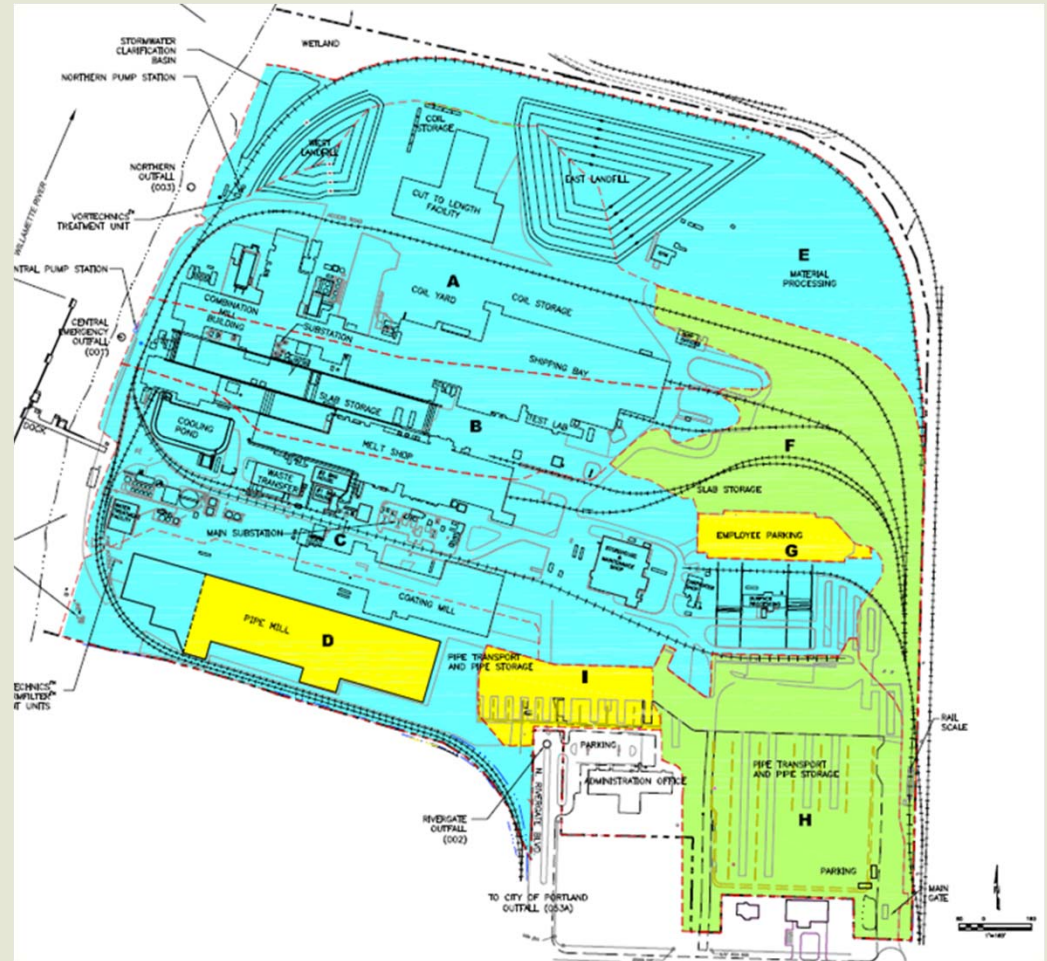 STORMWATER
CLARIFICATION
BASIN
WETLAND
NORTHERN PUMP STATION
COIL
STORAGE
WEST
LANDFILL
NORTHERN
OUTFALL
(003)
EAST LANDFILL
CUT TO LENGTH
FACILITY
WILLAMETTE RIVER
VORTECHNICS
TREATMENT UNIT
E
MATERIAL
PROCESSING
NTRAL PUMP STATION
A
COIL YARD
COIL STORAGE
COMBINATION
MILL
BUILDING
CENTRAL
EMERGENCY
OUTFALL
(001)
SUBSTATION
SHIPPING BAY
SLAB STORAGE
TEST LAB
B
COOLING
POND
DOCK
MELT SHOP
F
SLAB STORAGE
WASTE
TRANSFER
MAIN SUBSTATION
C
EMPLOYEE PARKING
G
COATING MILL
PIPE MILL
D
PIPE TRANSPORT
AND PIPE STORAGE
I
RAIL
SCALE
PARKING
ADMINISTRATION OFFICE
PIPE TRANSPORT
AND PIPE STORAGE
H
N. RIVERGATE BLVD
RIVERGATE
OUTFALL
(002)
PARKING
TO CITY OF PORTLAND
OUTFALL (053A)
MAIN
GATE